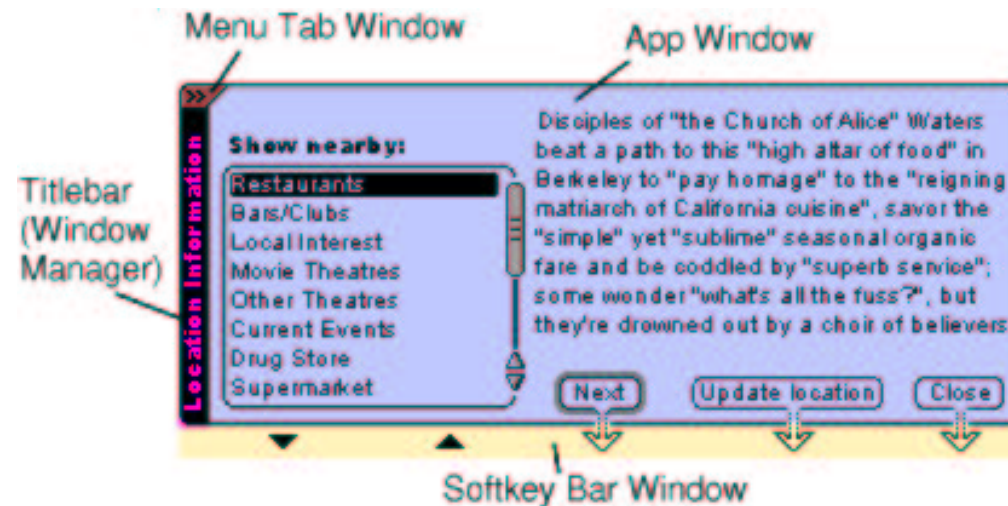 Menu Tab Window
App Window
Titlebar
(Window
Manager)
>>
Location Information
Show nearby:
Restaurants
Bars/Clubs
Local Interest
Movie Theatres
Other Theatres
Current Events
Drug Store
Supermarket
Disciples of "the Church of Alice" Waters
beat a path to this "high altar of food" in
Berkeley to "pay homage" to the "reigning
matriarch of California cuisine", savor the
"simple" yet "sublime" seasonal organic
fare and be coddled by "superb service";
some wonder "what's all the fuss?", but
they're drowned out by a choir of believers
Next
Update location
Close
Softkey Bar Window